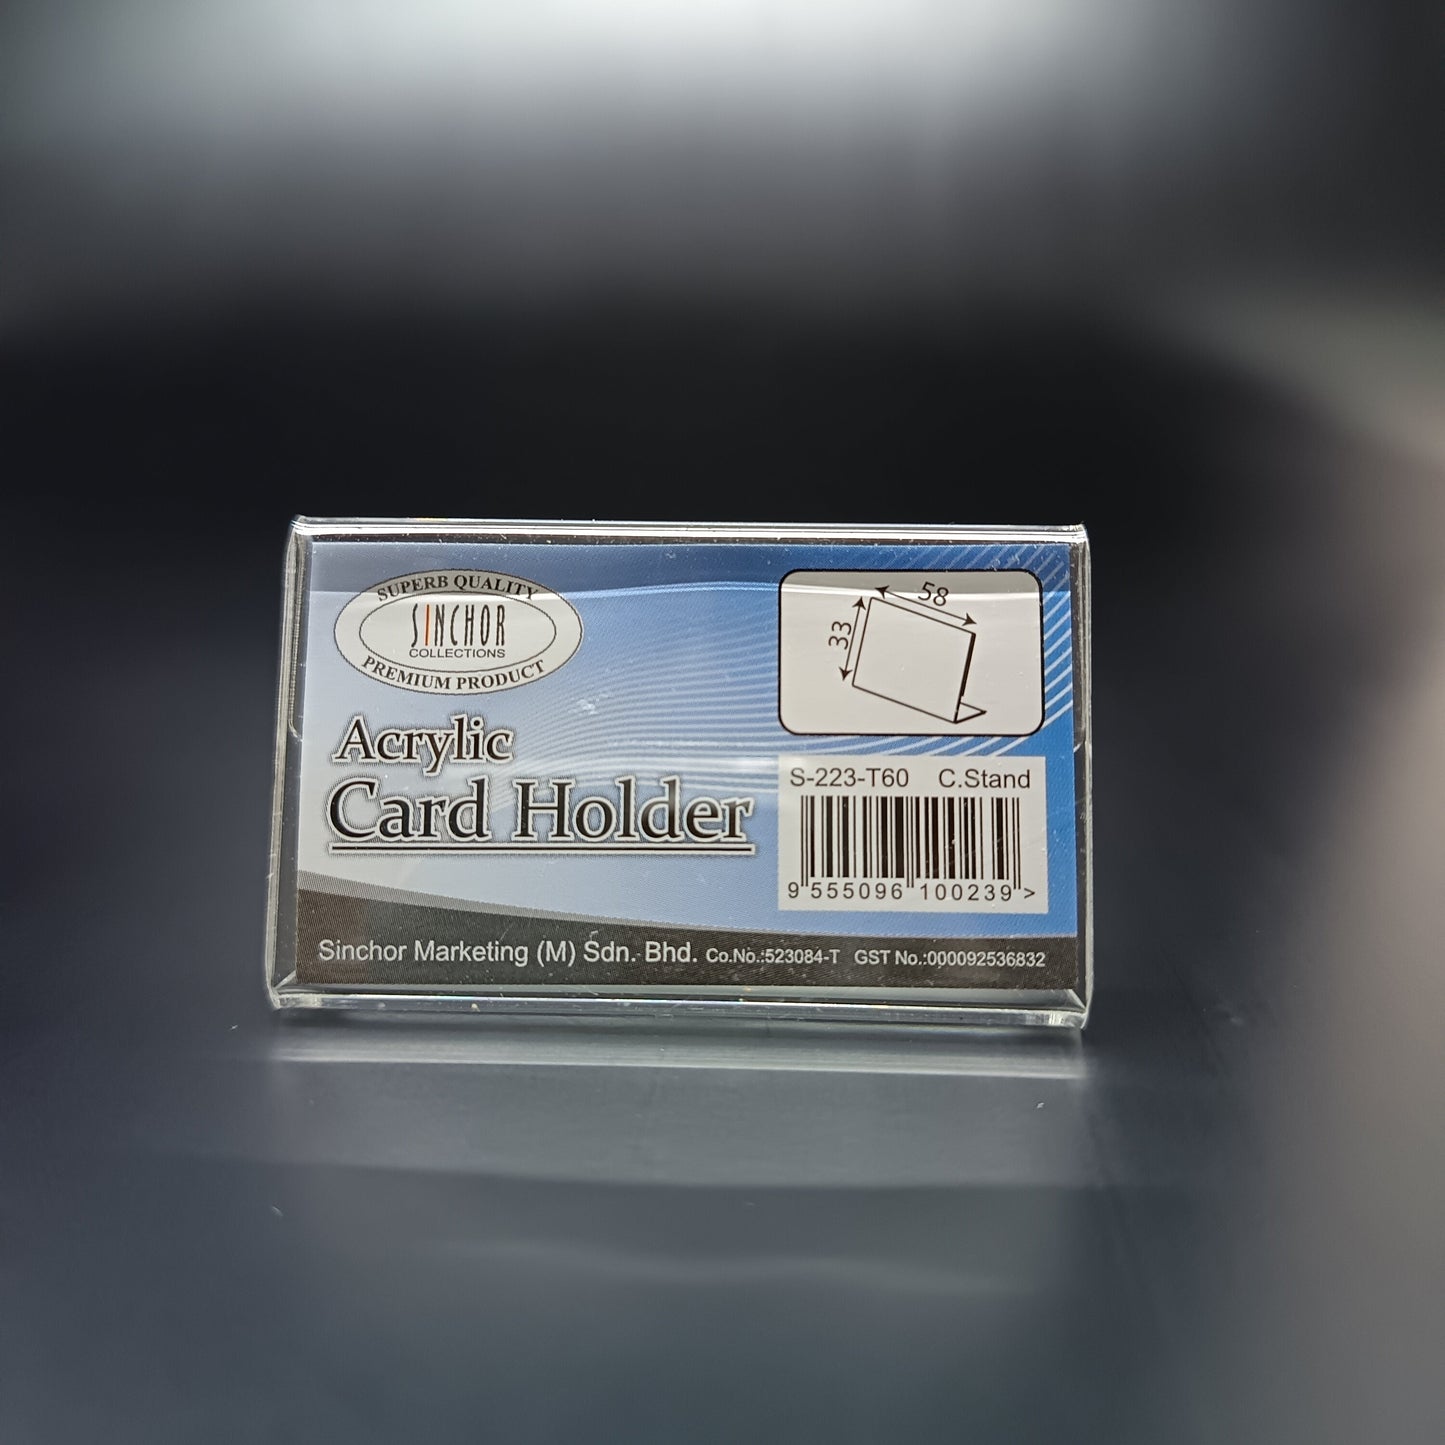 SUPERB QUALITY
SINCHOR
COLLECTIONS
PREMIUM PRODUCT
58
33
Acrylic
Card Holder
S-223-T60 C.Stand
9 555096 100239 >
Sinchor Marketing (M) Sdn. Bhd. Co.No.:523084-T GST No.:000092536832